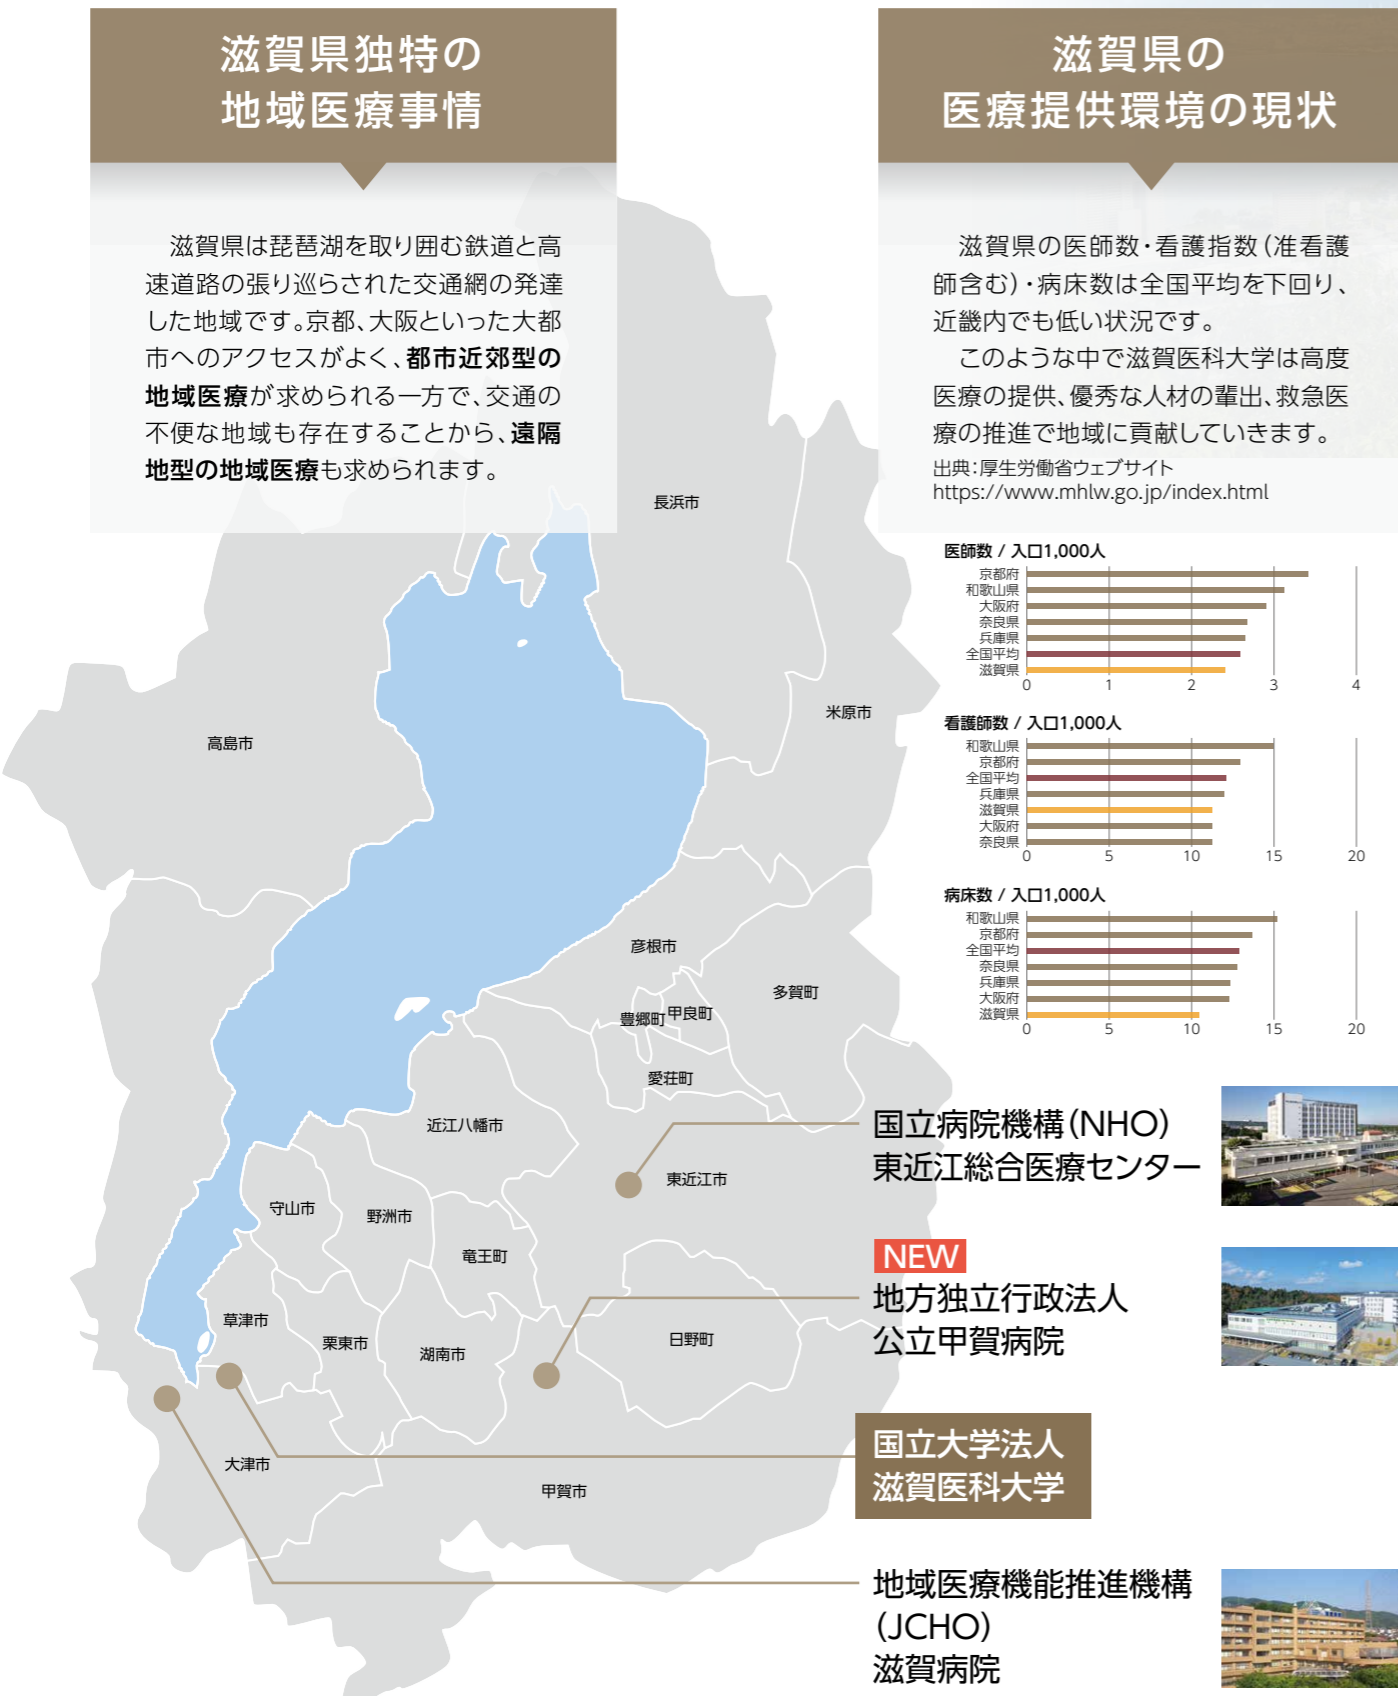 滋賀県独特の
地域医療事情
滋賀県は琵琶湖を取り囲む鉄道と高
速道路の張り巡らされた交通網の発達
した地域です。京都、大阪といった大都
市へのアクセスがよく、都市近郊型の
地域医療が求められる一方で、交通の
不便な地域も存在することから、遠隔
地型の地域医療も求められます。
滋賀県の
医療提供環境の現状
滋賀県の医師数・看護指数(准看護
師含む)・病床数は全国平均を下回り、
近畿内でも低い状況です。
このような中で滋賀医科大学は高度
医療の提供、優秀な人材の輩出、救急医
療の推進で地域に貢献していきます。
出典:厚生労働省ウェブサイト
https://www.mhlw.go.jp/index.html
医師数 / 入口1,000人
京都府
和歌山県
大阪府
奈良県
兵庫県
全国平均
滋賀県
0 1 2 3 4
看護師数 / 入口1,000人
和歌山県
京都府
全国平均
兵庫県
滋賀県
大阪府
奈良県
0 5 10 15 20
病床数 / 入口1,000人
和歌山県
京都府
全国平均
奈良県
兵庫県
大阪府
滋賀県
0 5 10 15 20
長浜市
米原市
高島市
彦根市
多賀町
豊郷町
甲良町
愛荘町
近江八幡市
東近江市
守山市
野洲市
竜王町
草津市
栗東市
湖南市
日野町
大津市
甲賀市
国立病院機構(NHO)
東近江総合医療センター
NEW
地方独立行政法人
公立甲賀病院
国立大学法人
滋賀医科大学
地域医療機能推進機構
(JCHO)
滋賀病院